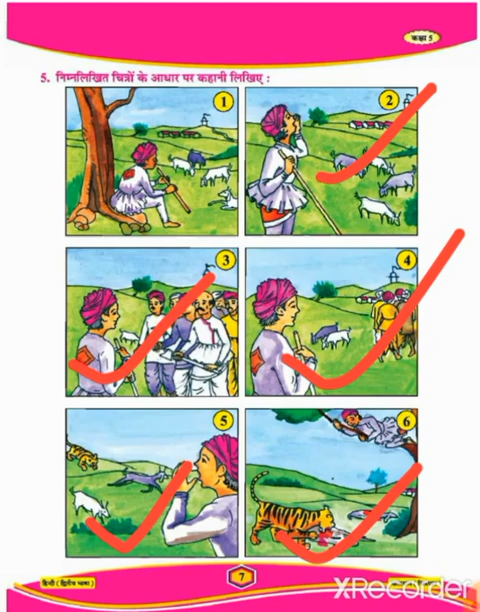 कक्षा 5
5. निम्नलिखित चित्रों के आधार पर कहानी लिखिए :
1
2
3
4
5
6
हिन्दी (द्वितीय भाषा)
7
XRecorder